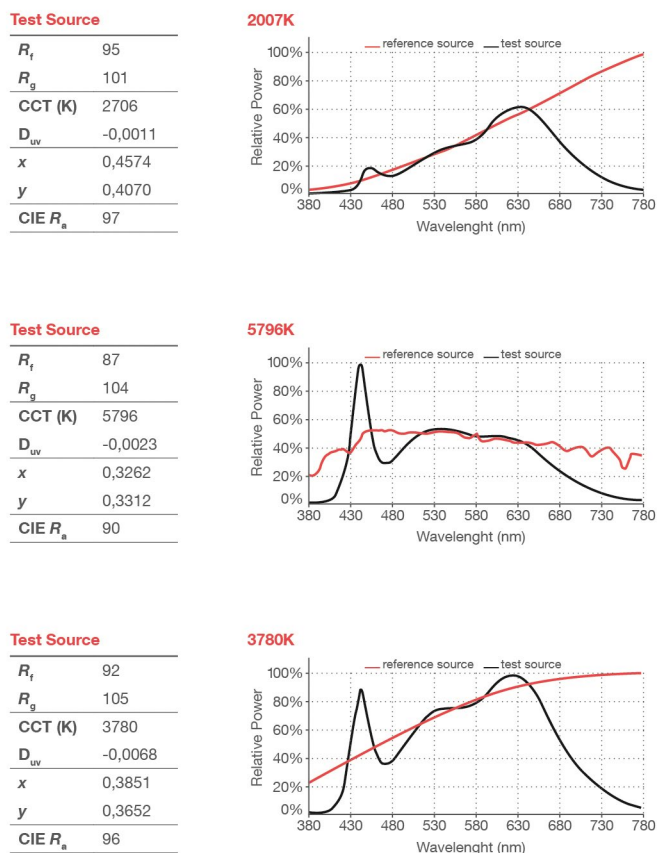 Test Source
Rf 95
Rg 101
CCT (K) 2706
Duv -0,0011
x 0,4574
y 0,4070
CIE Ra 97
2007K
reference source test source
Relative Power
100%
80%
60%
40%
20%
0%
380 430 480 530 580 630 680 730 780
Wavelenght (nm)
Test Source
Rf 87
Rg 104
CCT (K) 5796
Duv -0,0023
x 0,3262
y 0,3312
CIE Ra 90
5796K
reference source test source
Relative Power
100%
80%
60%
40%
20%
0%
380 430 480 530 580 630 680 730 780
Wavelenght (nm)
Test Source
Rf 92
Rg 105
CCT (K) 3780
Duv -0,0068
x 0,3851
y 0,3652
CIE Ra 96
3780K
reference source test source
Relative Power
100%
80%
60%
40%
20%
0%
380 430 480 530 580 630 680 730 780
Wavelenght (nm)